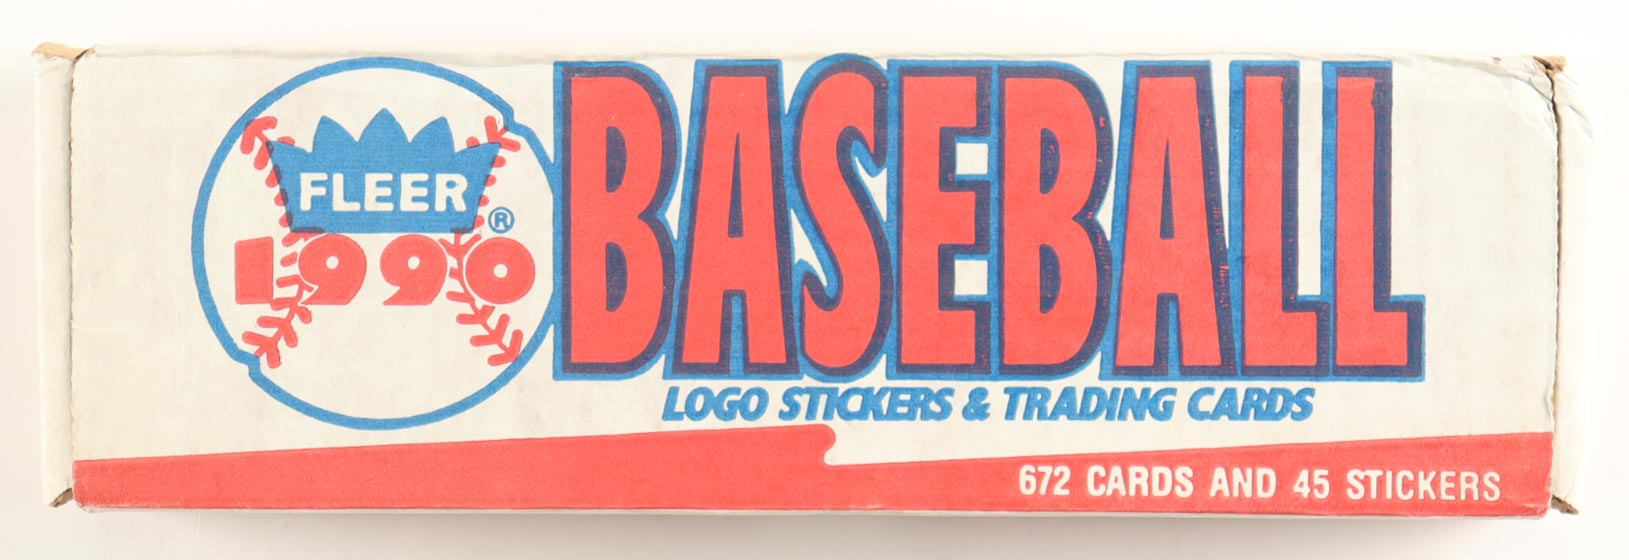 FLEER®
1990
BASEBALL
LOGO STICKERS & TRADING CARDS
672 CARDS AND 45 STICKERS